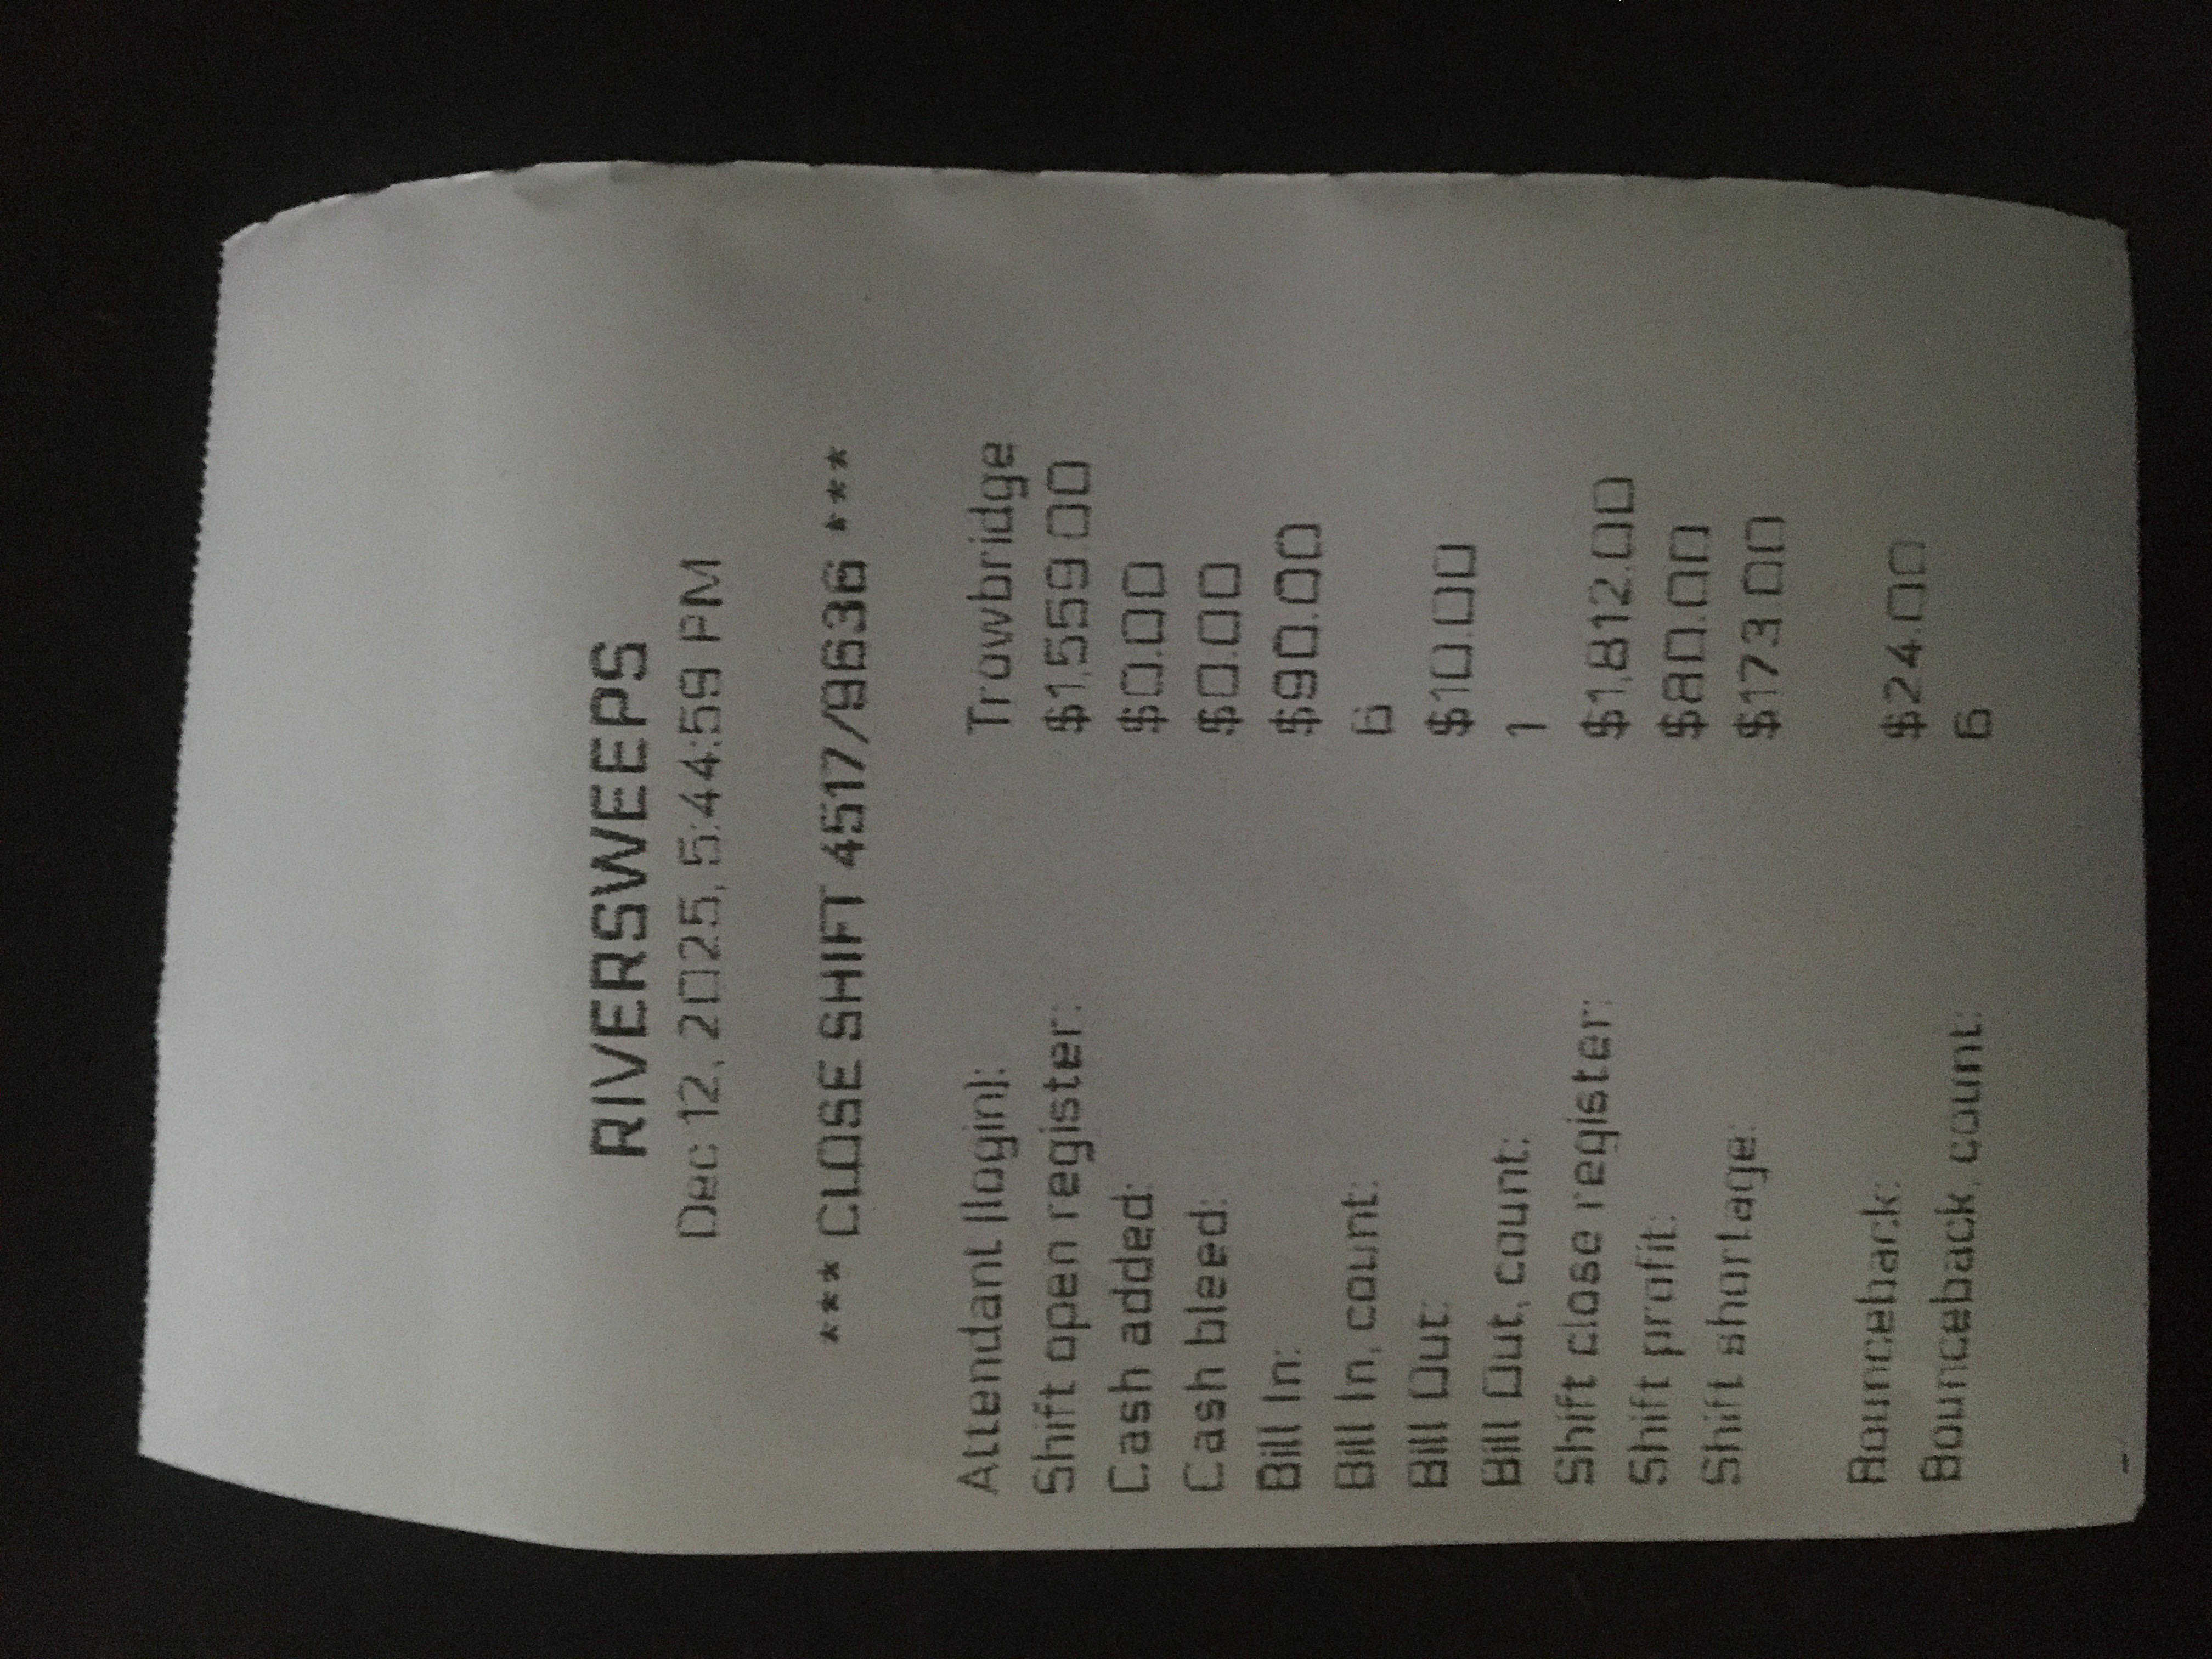 RIVERSWEEPS
Dec 12, 2025, 5:44:59 PM
*** CLOSE SHIFT 4517/9636 ***
Attendant (login): Trowbridge
Shift open register: $1,559.00
Cash added: $0.00
Cash bleed: $0.00
Bill In: $90.00
Bill In, count: 6
Bill Out: $10.00
Bill Out, count: 1
Shift close register: $1,812.00
Shift profit: $80.00
Shift shortage: $173.00
Bounceback: $24.00
Bounceback, count: 6